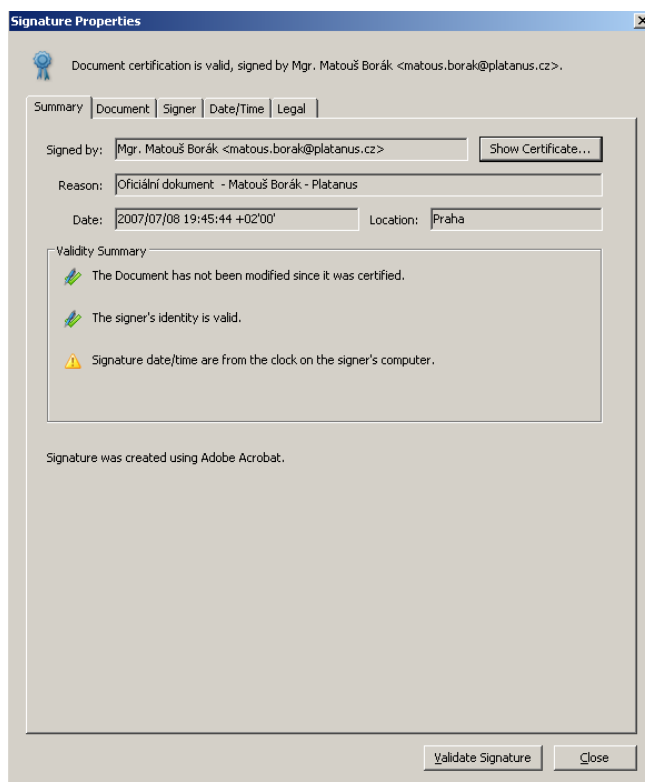 Signature Properties
Document certification is valid, signed by Mgr. Matouš Borák <matous.borak@platanus.cz>.
Summary Document Signer Date/Time Legal
Signed by: Mgr. Matouš Borák <matous.borak@platanus.cz> Show Certificate...
Reason: Oficiální dokument - Matouš Borák - Platanus
Date: 2007/07/08 19:45:44 +02'00' Location: Praha
Validity Summary
The Document has not been modified since it was certified.
The signer's identity is valid.
Signature date/time are from the clock on the signer's computer.
Signature was created using Adobe Acrobat.
Validate Signature Close